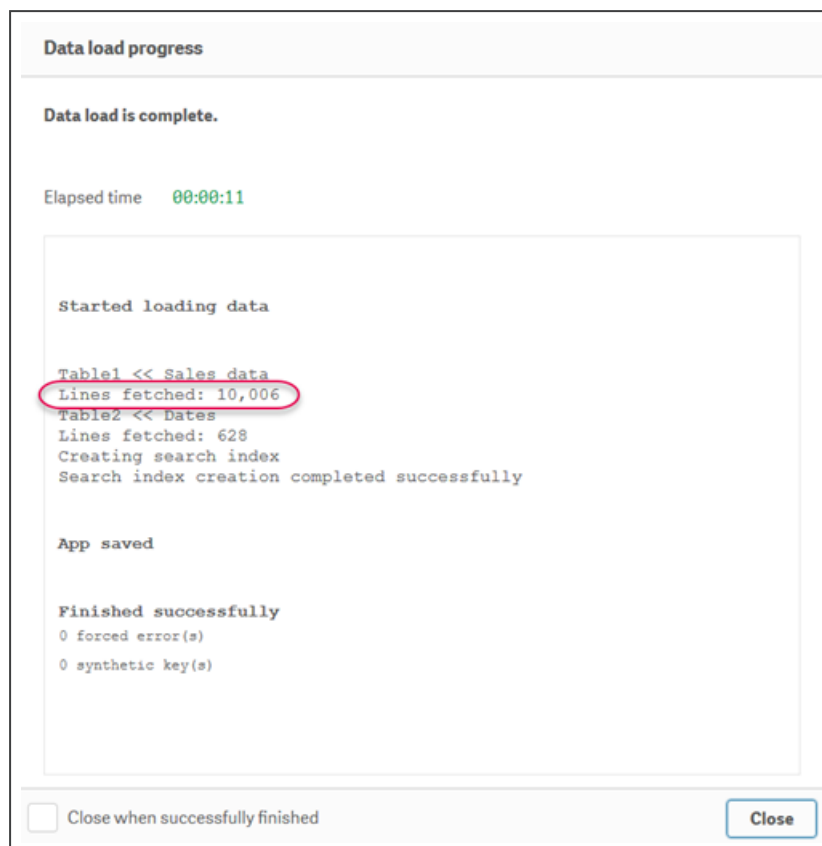 Data load progress
Data load is complete.
Elapsed time 00:00:11
Started loading data
Table1 << Sales data
Lines fetched: 10,006
Table2 << Dates
Lines fetched: 628
Creating search index
Search index creation completed successfully
App saved
Finished successfully
0 forced error(s)
0 synthetic key(s)
Close when successfully finished
Close